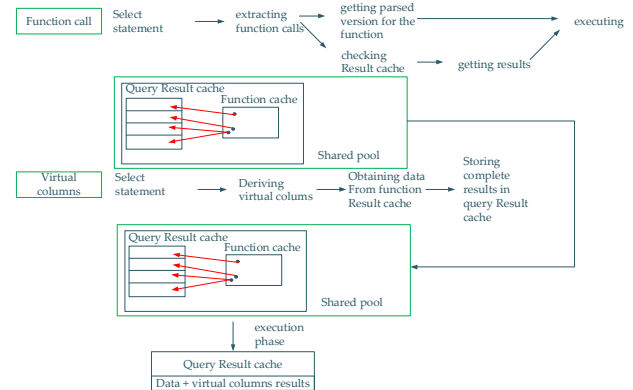 Function call
Select
statement
extracting
function calls
getting parsed
version for the
function
executing
checking
Result cache
getting results
Query Result cache
Function cache
Shared pool
Virtual
columns
Select
statement
Deriving
virtual colums
Obtaining data
From function
Result cache
Storing
complete
results in
query Result
cache
Query Result cache
Function cache
Shared pool
execution
phase
Query Result cache
Data + virtual columns results